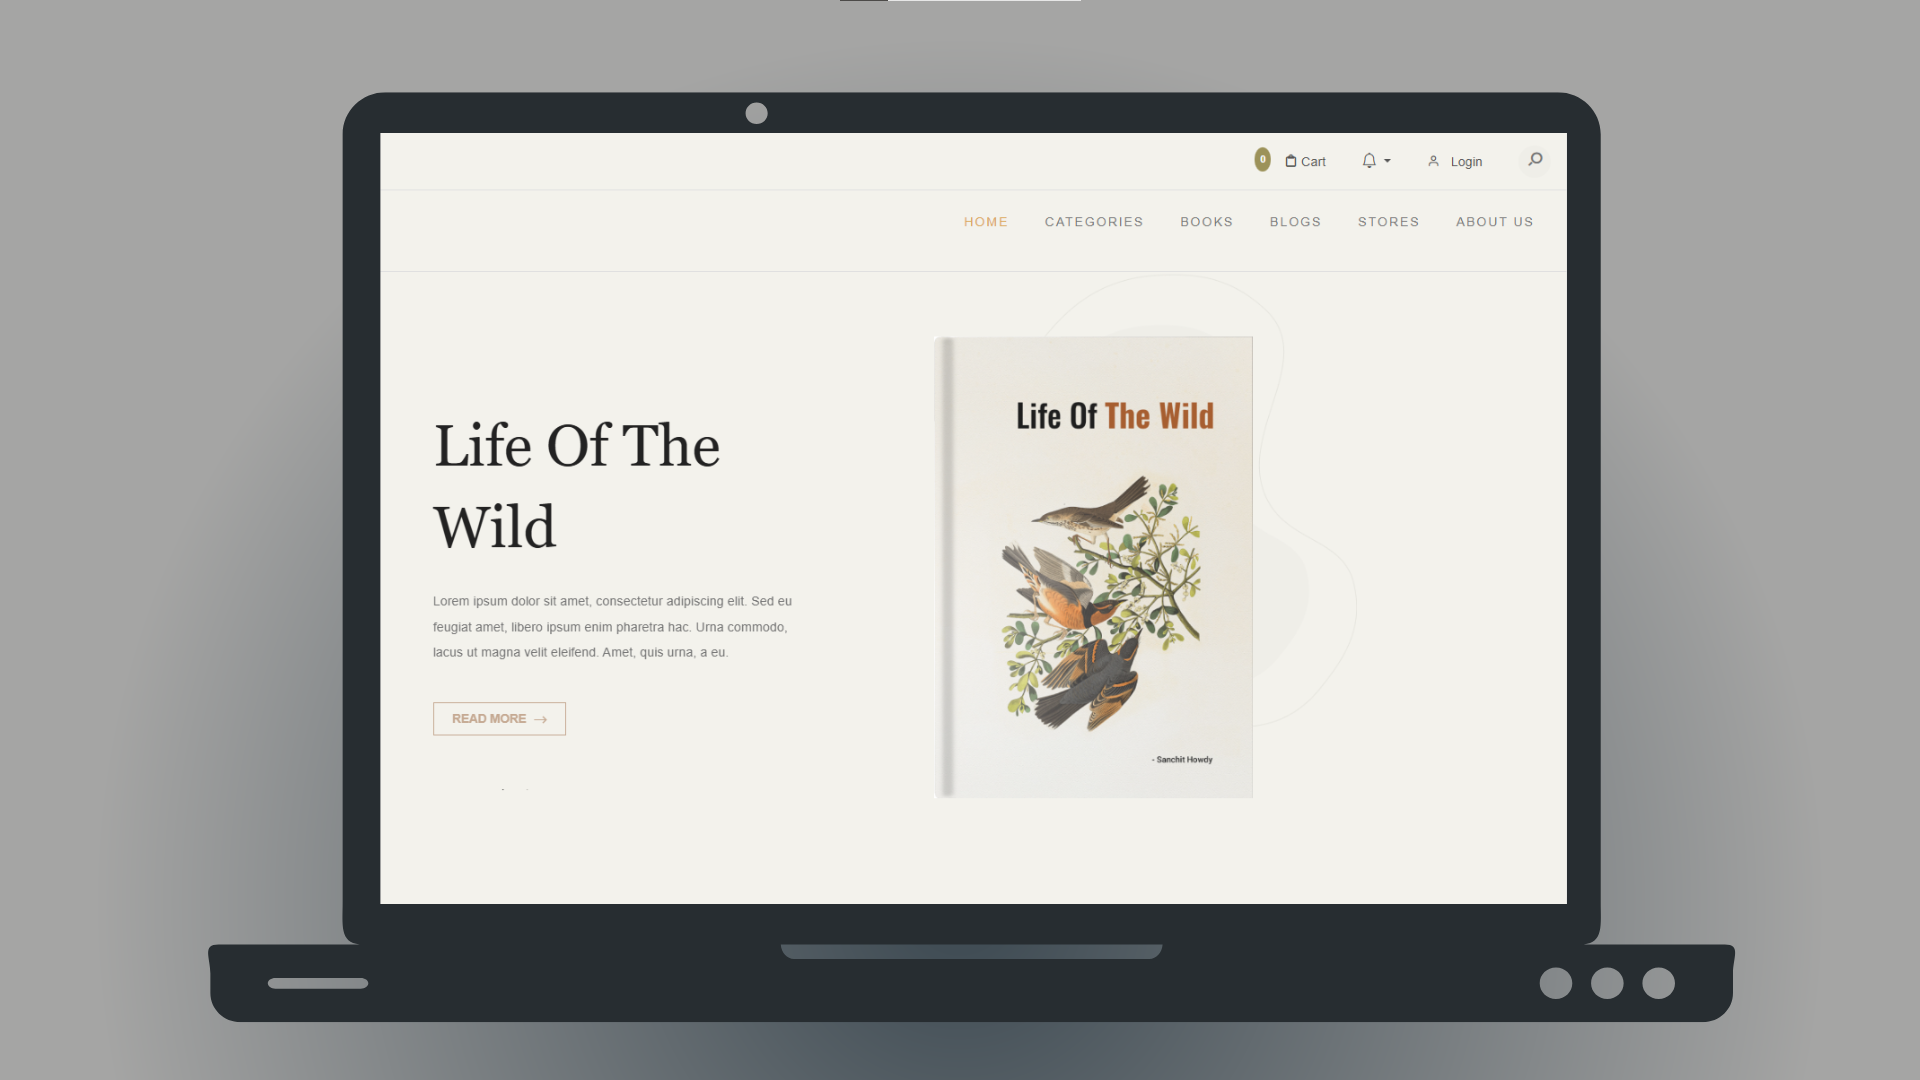 0 Cart Login
HOME CATEGORIES BOOKS BLOGS STORES ABOUT US
Life Of The
Wild
Lorem ipsum dolor sit amet, consectetur adipiscing elit. Sed eu
feugiat amet, libero ipsum enim pharetra hac. Urna commodo,
lacus ut magna velit eleifend. Amet, quis urna, a eu.
READ MORE →
Life Of The Wild
- Sanchit Howdy